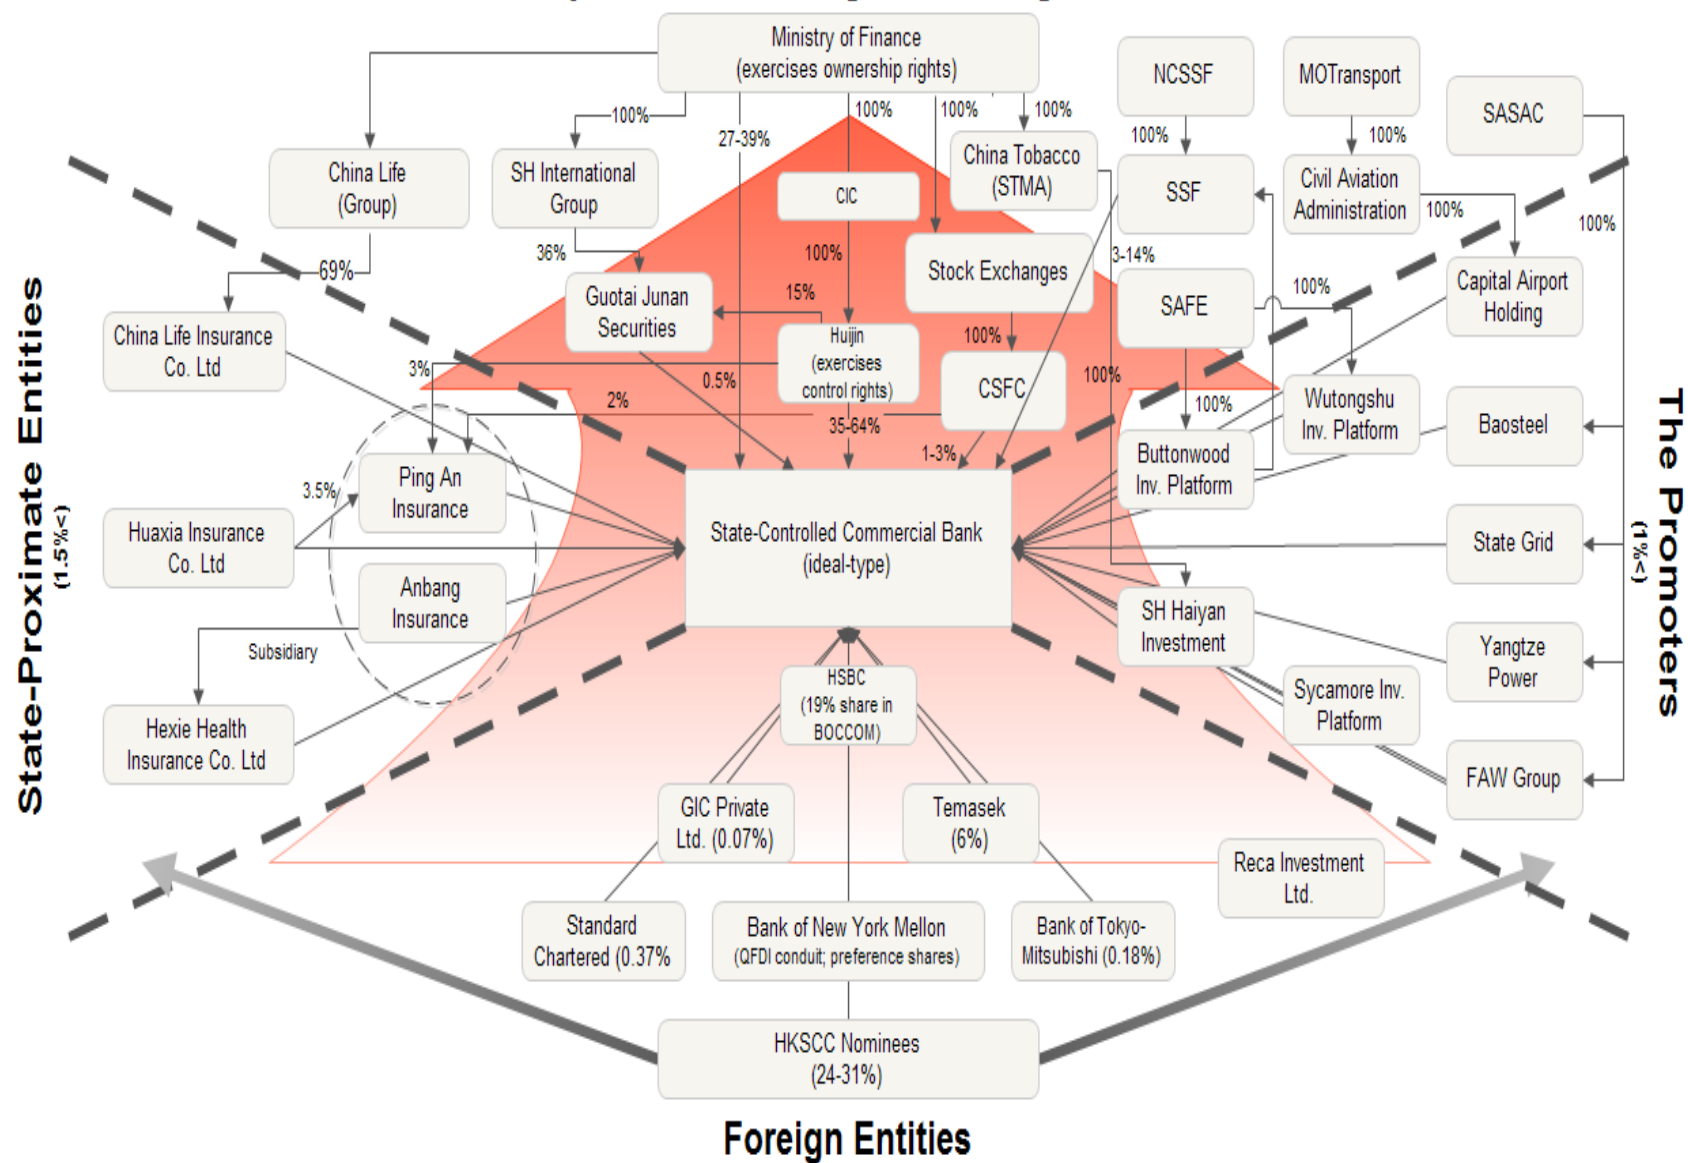 Ministry of Finance
(exercises ownership rights)
NCSSF
MOTransport
SASAC
100%
27-39%
100%
100%
100%
100%
100%
China Life
(Group)
SH International
Group
CIC
China Tobacco
(STMA)
SSF
Civil Aviation
Administration
100%
100%
69%
36%
100%
15%
Guotai Junan
Securities
Stock Exchanges
3-14%
SAFE
100%
Capital Airport
Holding
China Life Insurance
Co. Ltd
Huijin
(exercises
control rights)
100%
CSFC
100%
100%
Wutongshu
Inv. Platform
3%
0.5%
2%
35-64%
1-3%
Baosteel
Buttonwood
Inv. Platform
Ping An
Insurance
3.5%
Huaxia Insurance
Co. Ltd
State-Controlled Commercial Bank
(ideal-type)
State Grid
Anbang
Insurance
Subsidiary
SH Haiyan
Investment
Yangtze
Power
HSBC
(19% share in
BOCCOM)
Sycamore Inv.
Platform
Hexie Health
Insurance Co. Ltd
FAW Group
GIC Private
Ltd. (0.07%)
Temasek
(6%)
Reca Investment
Ltd.
Standard
Chartered (0.37%
Bank of New York Mellon
(QFDI conduit; preference shares)
Bank of Tokyo-
Mitsubishi (0.18%)
HKSCC Nominees
(24-31%)
State-Proximate Entities
(1.5%<)
The Promoters
(1%<)
Foreign Entities